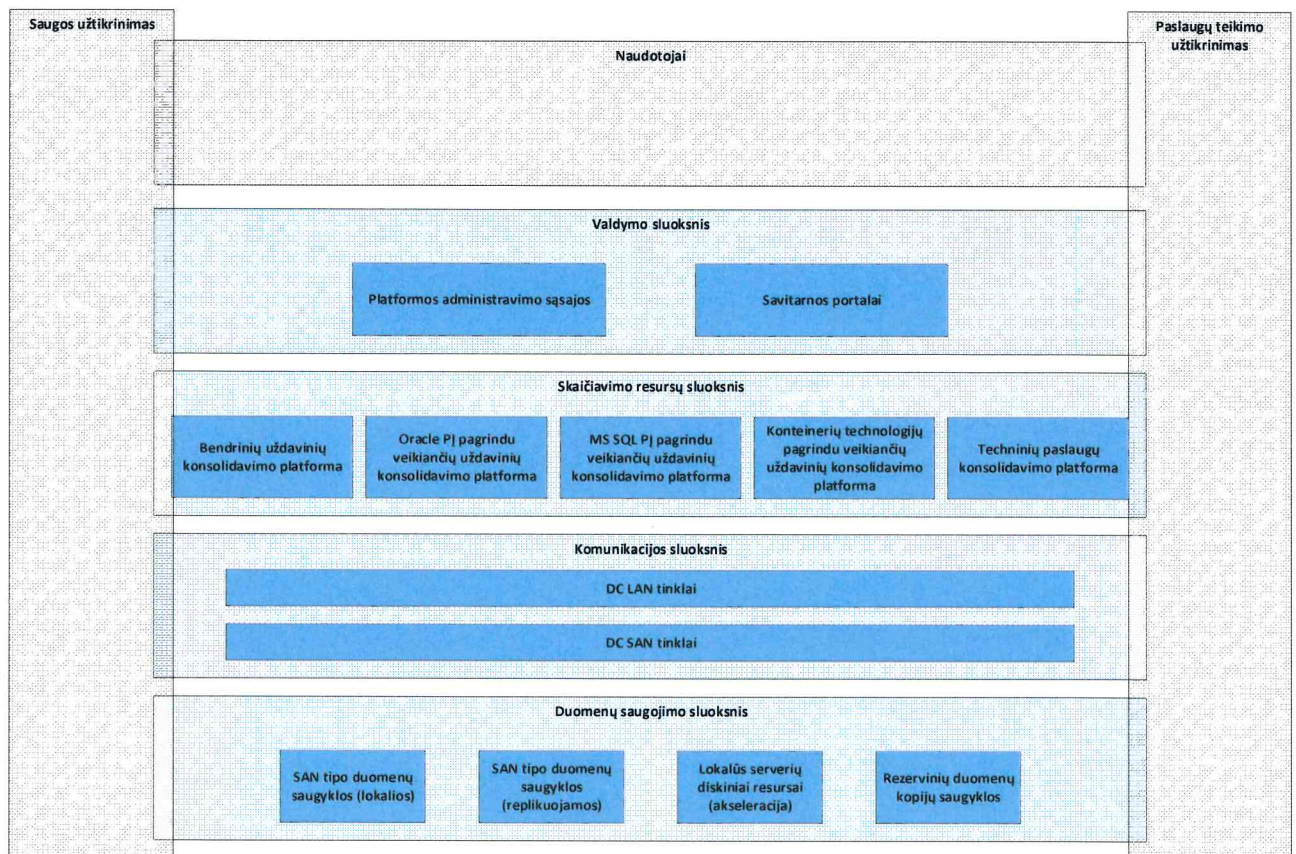 Saugos užtikrinimas
Paslaugų teikimo
užtikrinimas
Naudotojai
Valdymo sluoksnis
Platformos administravimo sąsajos
Savitarnos portalai
Skaičiavimo resursų sluoksnis
Bendrinių uždavinių
konsolidavimo platforma
Oracle PĮ pagrindu
veikiančių uždavinių
konsolidavimo platforma
MS SQL PĮ pagrindu
veikiančių uždavinių
konsolidavimo platforma
Konteinerių technologijų
pagrindu veikiančių
uždavinių konsolidavimo
platforma
Techninių paslaugų
konsolidavimo platforma
Komunikacijos sluoksnis
DC LAN tinklai
DC SAN tinklai
Duomenų saugojimo sluoksnis
SAN tipo duomenų
saugyklos (lokalios)
SAN tipo duomenų
saugyklos
(replikuojamos)
Lokalūs serverių
diskiniai resursai
(akseleracija)
Rezervinių duomenų
kopijų saugyklos